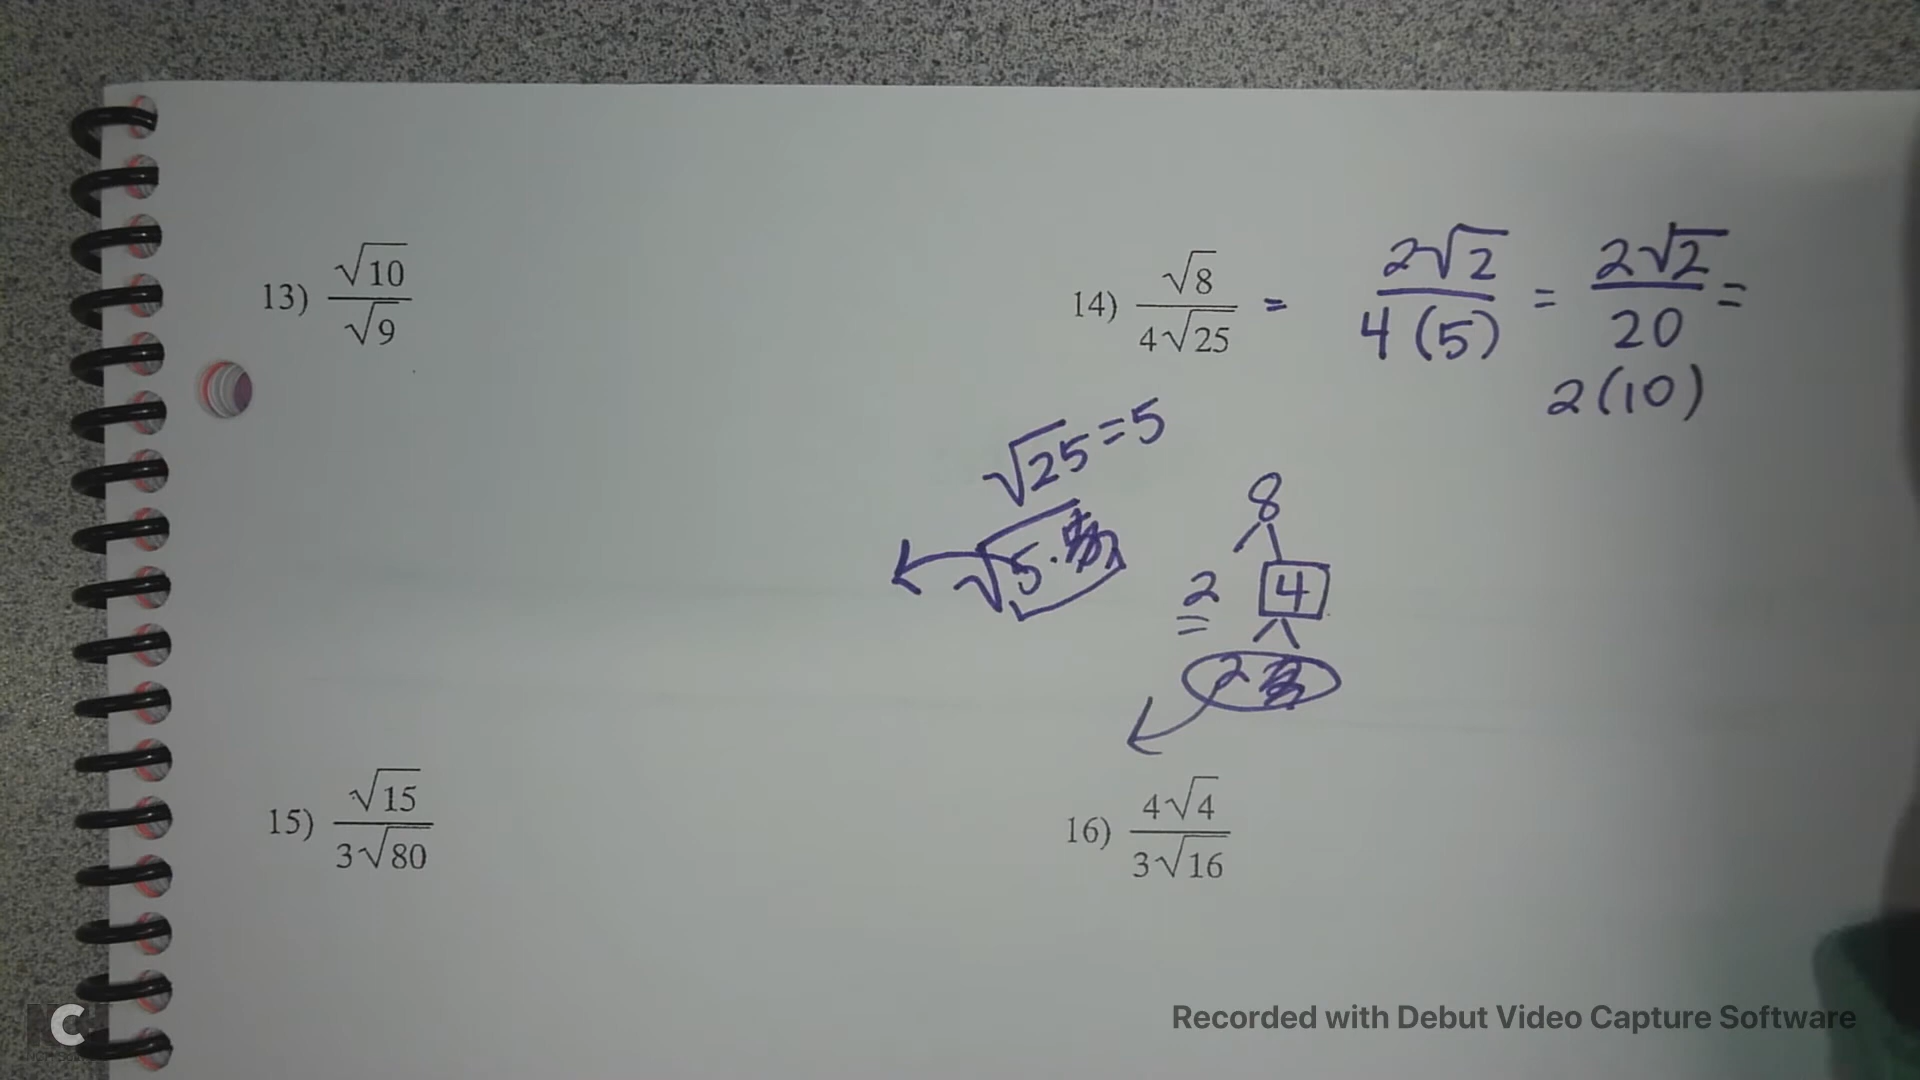 13) √10 / √9
14) √8 / 4√25 = 2√2 / 4(5) = 2√2 / 20 =
2(10)
√25 = 5
√5·
8
2 4
2
15) √15 / 3√80
16) 4√4 / 3√16
C
Recorded with Debut Video Capture Software